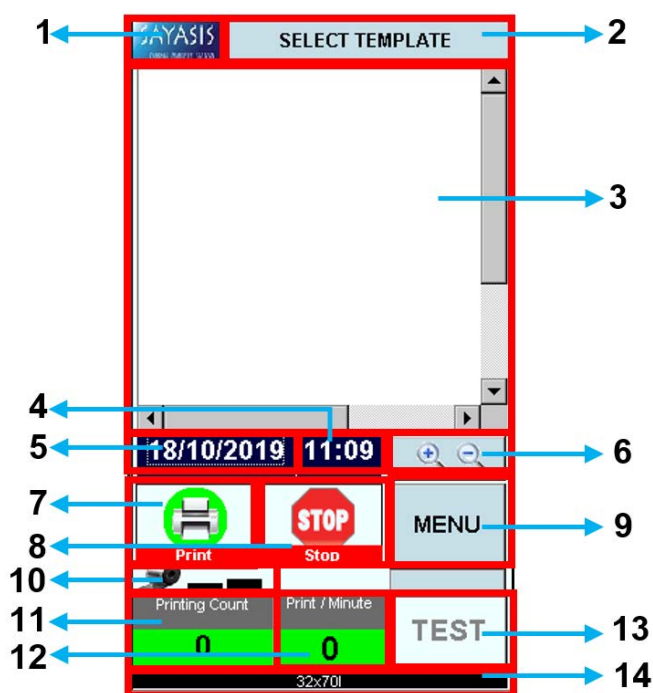 1
SAYASIS
SELECT TEMPLATE
2
3
4
5
18/10/2019
11:09
6
7
Print
8
STOP
Stop
MENU
9
10
11
Printing Count
0
12
Print / Minute
0
TEST
13
32x70l
14